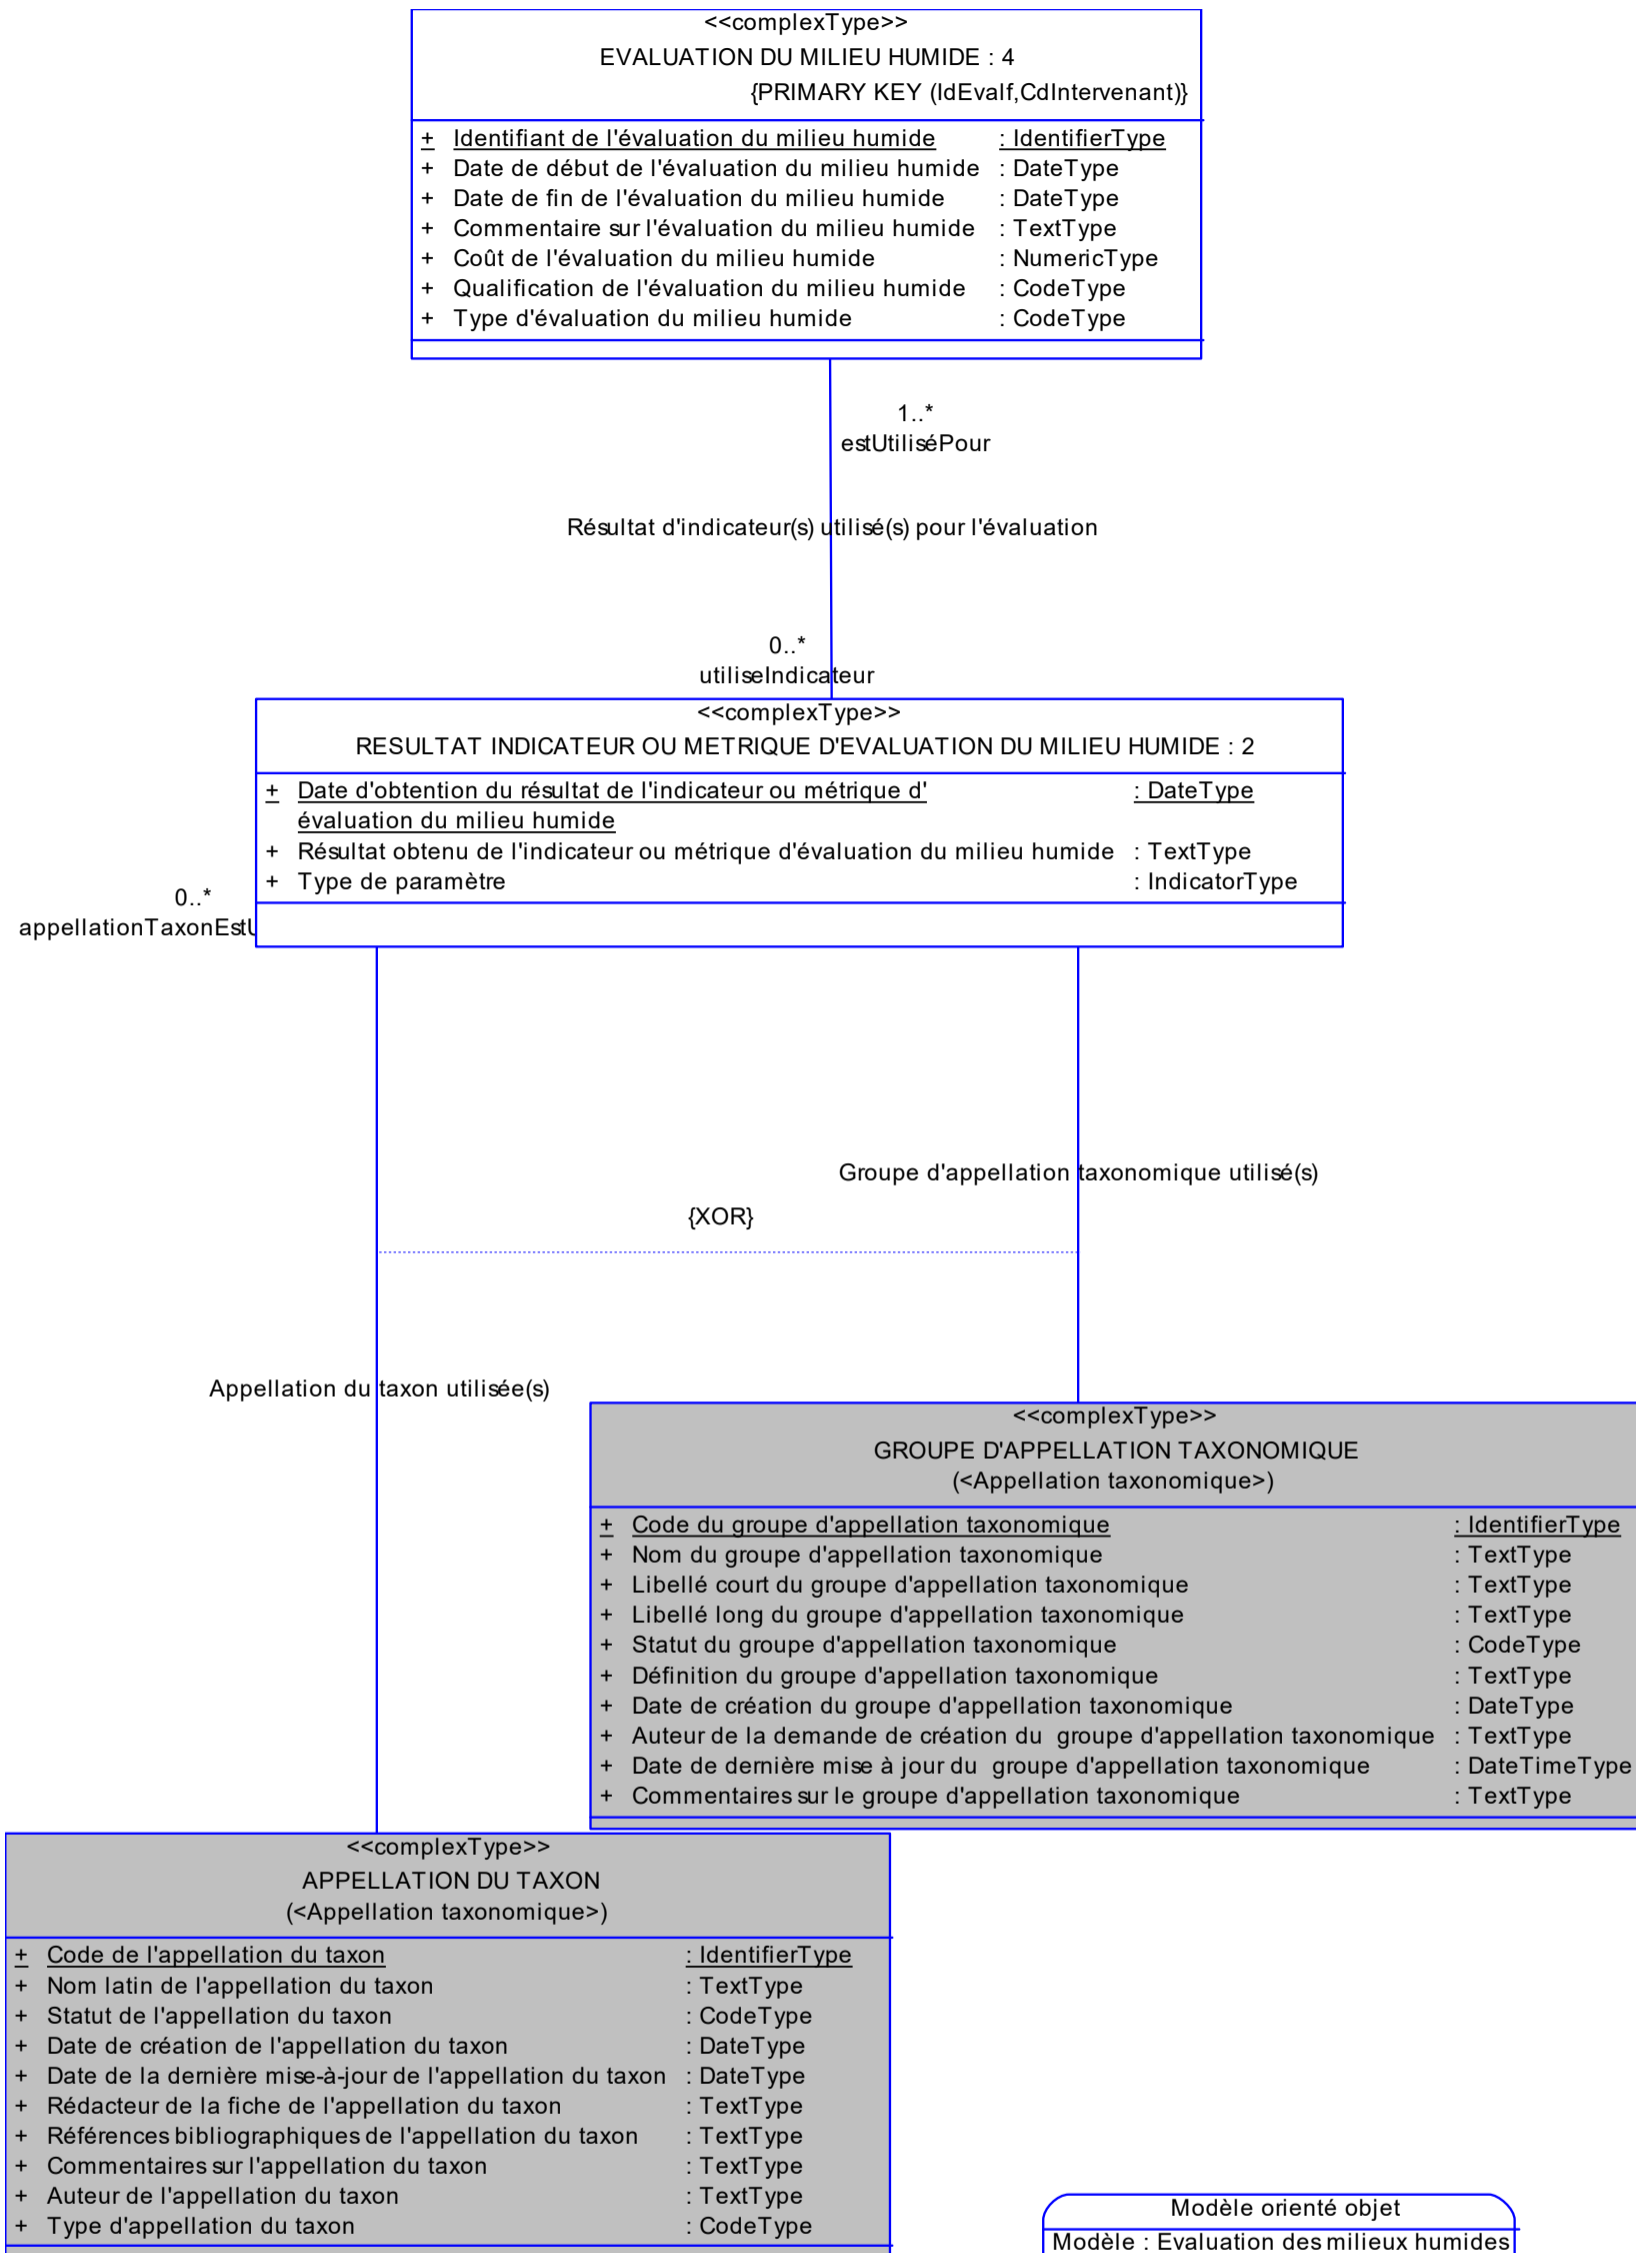 <<complexType>>
EVALUATION DU MILIEU HUMIDE : 4
{PRIMARY KEY (IdEvalf,CdIntervenant)}
+ Identifiant de l'évaluation du milieu humide : IdentifierType
+ Date de début de l'évaluation du milieu humide : DateType
+ Date de fin de l'évaluation du milieu humide : DateType
+ Commentaire sur l'évaluation du milieu humide : TextType
+ Coût de l'évaluation du milieu humide : NumericType
+ Qualification de l'évaluation du milieu humide : CodeType
+ Type d'évaluation du milieu humide : CodeType
1..*
estUtiliséPour
Résultat d'indicateur(s) utilisé(s) pour l'évaluation
0..*
utiliseIndicateur
<<complexType>>
RESULTAT INDICATEUR OU METRIQUE D'EVALUATION DU MILIEU HUMIDE : 2
+ Date d'obtention du résultat de l'indicateur ou métrique d' : DateType
évaluation du milieu humide
+ Résultat obtenu de l'indicateur ou métrique d'évaluation du milieu humide : TextType
+ Type de paramètre : IndicatorType
0..*
appellationTaxonEstU
Groupe d'appellation taxonomique utilisé(s)
{XOR}
Appellation du taxon utilisée(s)
<<complexType>>
GROUPE D'APPELLATION TAXONOMIQUE
(<Appellation taxonomique>)
+ Code du groupe d'appellation taxonomique : IdentifierType
+ Nom du groupe d'appellation taxonomique : TextType
+ Libellé court du groupe d'appellation taxonomique : TextType
+ Libellé long du groupe d'appellation taxonomique : TextType
+ Statut du groupe d'appellation taxonomique : CodeType
+ Définition du groupe d'appellation taxonomique : TextType
+ Date de création du groupe d'appellation taxonomique : DateType
+ Auteur de la demande de création du groupe d'appellation taxonomique : TextType
+ Date de dernière mise à jour du groupe d'appellation taxonomique : DateTimeType
+ Commentaires sur le groupe d'appellation taxonomique : TextType
<<complexType>>
APPELLATION DU TAXON
(<Appellation taxonomique>)
+ Code de l'appellation du taxon : IdentifierType
+ Nom latin de l'appellation du taxon : TextType
+ Statut de l'appellation du taxon : CodeType
+ Date de création de l'appellation du taxon : DateType
+ Date de la dernière mise-à-jour de l'appellation du taxon : DateType
+ Rédacteur de la fiche de l'appellation du taxon : TextType
+ Références bibliographiques de l'appellation du taxon : TextType
+ Commentaires sur l'appellation du taxon : TextType
+ Auteur de l'appellation du taxon : TextType
+ Type d'appellation du taxon : CodeType
Modèle orienté objet
Modèle : Evaluation des milieux humides